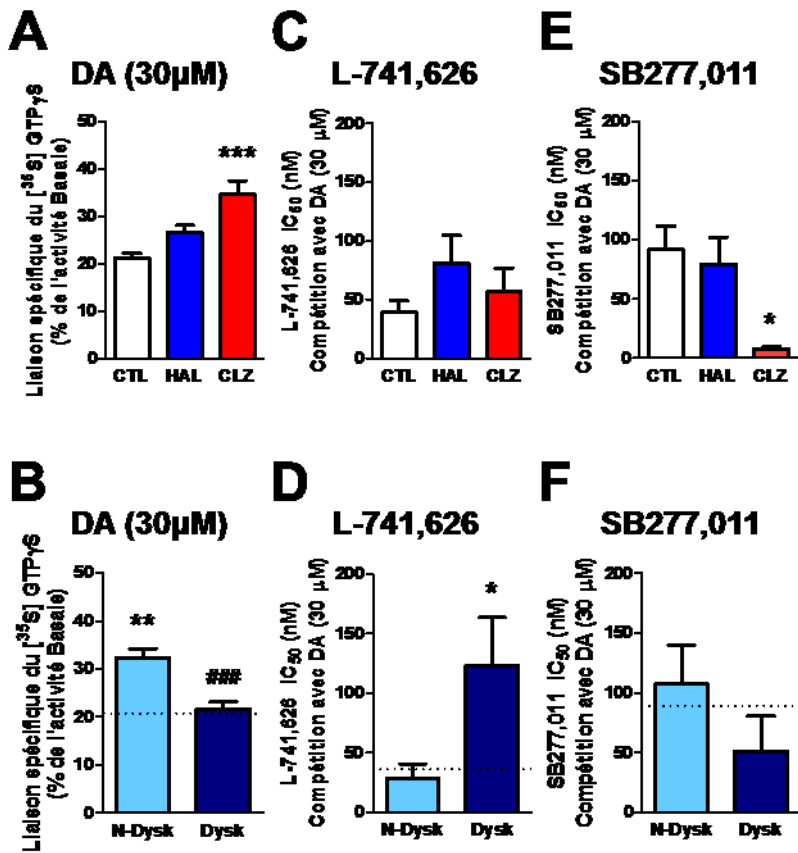 A
DA (30µM)
Liaison spécifique du [³⁵S] GTPγS
(% de l'activité Basale)
50
40
30
20
10
0
***
CTL HAL CLZ
C
L-741,626
L-741,626 IC₅₀ (nM)
Compétition avec DA (30 µM)
200
150
100
50
0
CTL HAL CLZ
E
SB277,011
SB277,011 IC₅₀ (nM)
Compétition avec DA (30 µM)
200
150
100
50
0
*
CTL HAL CLZ
B
DA (30µM)
Liaison spécifique du [³⁵S] GTPγS
(% de l'activité Basale)
50
40
30
20
10
0
**
###
N-Dysk Dysk
D
L-741,626
L-741,626 IC₅₀ (nM)
Compétition avec DA (30 µM)
200
150
100
50
0
*
N-Dysk Dysk
F
SB277,011
SB277,011 IC₅₀ (nM)
Compétition avec DA (30 µM)
200
150
100
50
0
N-Dysk Dysk